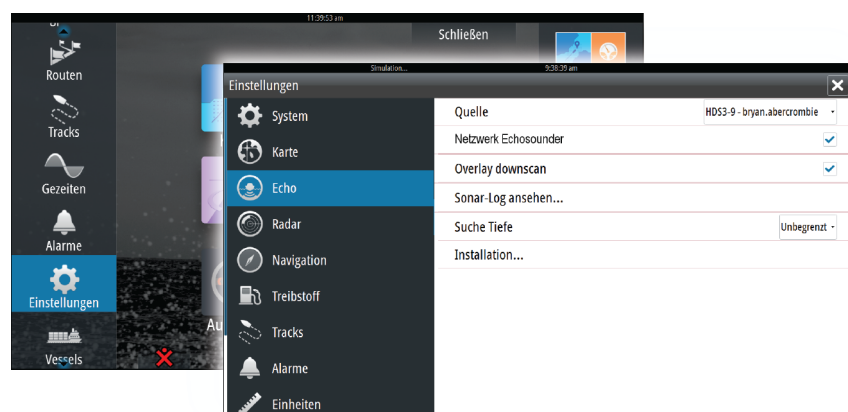 11:39:53 am
Schließen
Routen
Tracks
Gezeiten
Alarme
Einstellungen
Vessels
Au
Simulation...
9:38:39 am
Einstellungen
System
Karte
Echo
Radar
Navigation
Treibstoff
Tracks
Alarme
Einheiten
Quelle
HDS3-9 - bryan.abercrombie
Netzwerk Echosounder
Overlay downscan
Sonar-Log ansehen...
Suche Tiefe
Unbegrenzt
Installation...